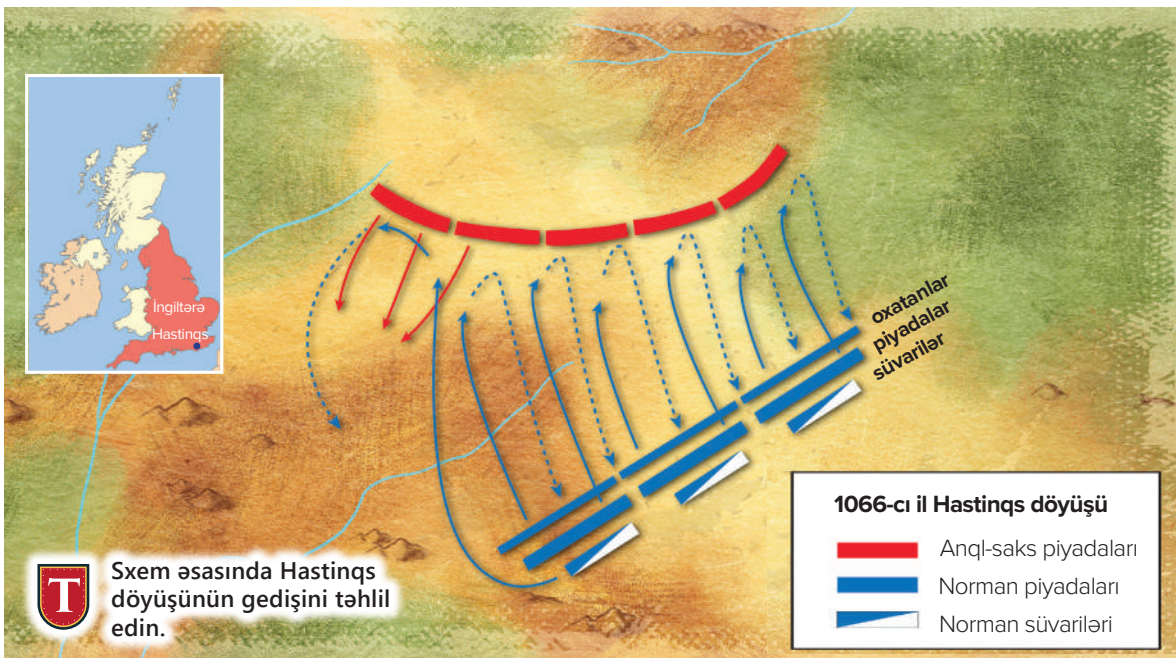 İngiltərə
Hastinqs
oxatanlar
piyadalar
süvarilər
T
Sxem əsasında Hastinqs
döyüşünün gedişini təhlil
edin.
1066-cı il Hastinqs döyüşü
Anql-saks piyadaları
Norman piyadaları
Norman süvariləri